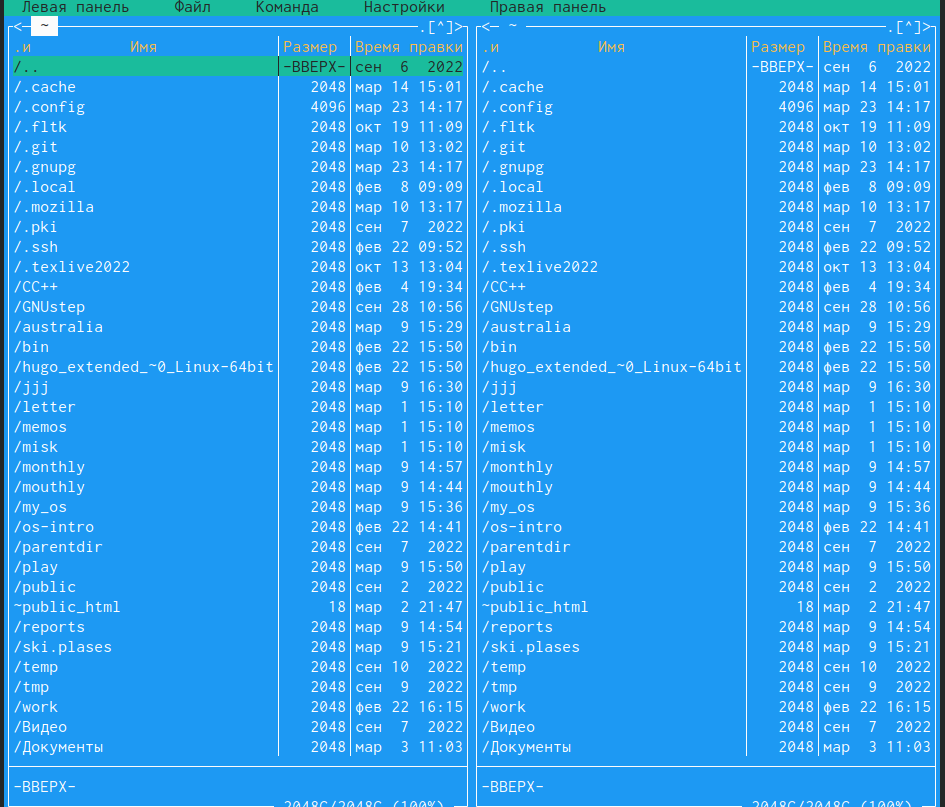 Левая панель Файл Команда Настройки Правая панель
<─ ~ .[^]> <─ ~ .[^]>
.и Имя Размер Время правки .и Имя Размер Время правки
/.. -ВВЕРХ- сен 6 2022 /.. -ВВЕРХ- сен 6 2022
/.cache 2048 мар 14 15:01 /.cache 2048 мар 14 15:01
/.config 4096 мар 23 14:17 /.config 4096 мар 23 14:17
/.fltk 2048 окт 19 11:09 /.fltk 2048 окт 19 11:09
/.git 2048 мар 10 13:02 /.git 2048 мар 10 13:02
/.gnupg 2048 мар 23 14:17 /.gnupg 2048 мар 23 14:17
/.local 2048 фев 8 09:09 /.local 2048 фев 8 09:09
/.mozilla 2048 мар 10 13:17 /.mozilla 2048 мар 10 13:17
/.pki 2048 сен 7 2022 /.pki 2048 сен 7 2022
/.ssh 2048 фев 22 09:52 /.ssh 2048 фев 22 09:52
/.texlive2022 2048 окт 13 13:04 /.texlive2022 2048 окт 13 13:04
/CC++ 2048 фев 4 19:34 /CC++ 2048 фев 4 19:34
/GNUstep 2048 сен 28 10:56 /GNUstep 2048 сен 28 10:56
/australia 2048 мар 9 15:29 /australia 2048 мар 9 15:29
/bin 2048 фев 22 15:50 /bin 2048 фев 22 15:50
/hugo_extended_~0_Linux-64bit 2048 фев 22 15:50 /hugo_extended_~0_Linux-64bit 2048 фев 22 15:50
/jjj 2048 мар 9 16:30 /jjj 2048 мар 9 16:30
/letter 2048 мар 1 15:10 /letter 2048 мар 1 15:10
/memos 2048 мар 1 15:10 /memos 2048 мар 1 15:10
/misk 2048 мар 1 15:10 /misk 2048 мар 1 15:10
/monthly 2048 мар 9 14:57 /monthly 2048 мар 9 14:57
/mouthly 2048 мар 9 14:44 /mouthly 2048 мар 9 14:44
/my_os 2048 мар 9 15:36 /my_os 2048 мар 9 15:36
/os-intro 2048 фев 22 14:41 /os-intro 2048 фев 22 14:41
/parentdir 2048 сен 7 2022 /parentdir 2048 сен 7 2022
/play 2048 мар 9 15:50 /play 2048 мар 9 15:50
/public 2048 сен 2 2022 /public 2048 сен 2 2022
~public_html 18 мар 2 21:47 ~public_html 18 мар 2 21:47
/reports 2048 мар 9 14:54 /reports 2048 мар 9 14:54
/ski.plases 2048 мар 9 15:21 /ski.plases 2048 мар 9 15:21
/temp 2048 сен 10 2022 /temp 2048 сен 10 2022
/tmp 2048 сен 9 2022 /tmp 2048 сен 9 2022
/work 2048 фев 22 16:15 /work 2048 фев 22 16:15
/Видео 2048 сен 7 2022 /Видео 2048 сен 7 2022
/Документы 2048 мар 3 11:03 /Документы 2048 мар 3 11:03
-ВВЕРХ- -ВВЕРХ-
2048G/2048G (100%) 2048G/2048G (100%)